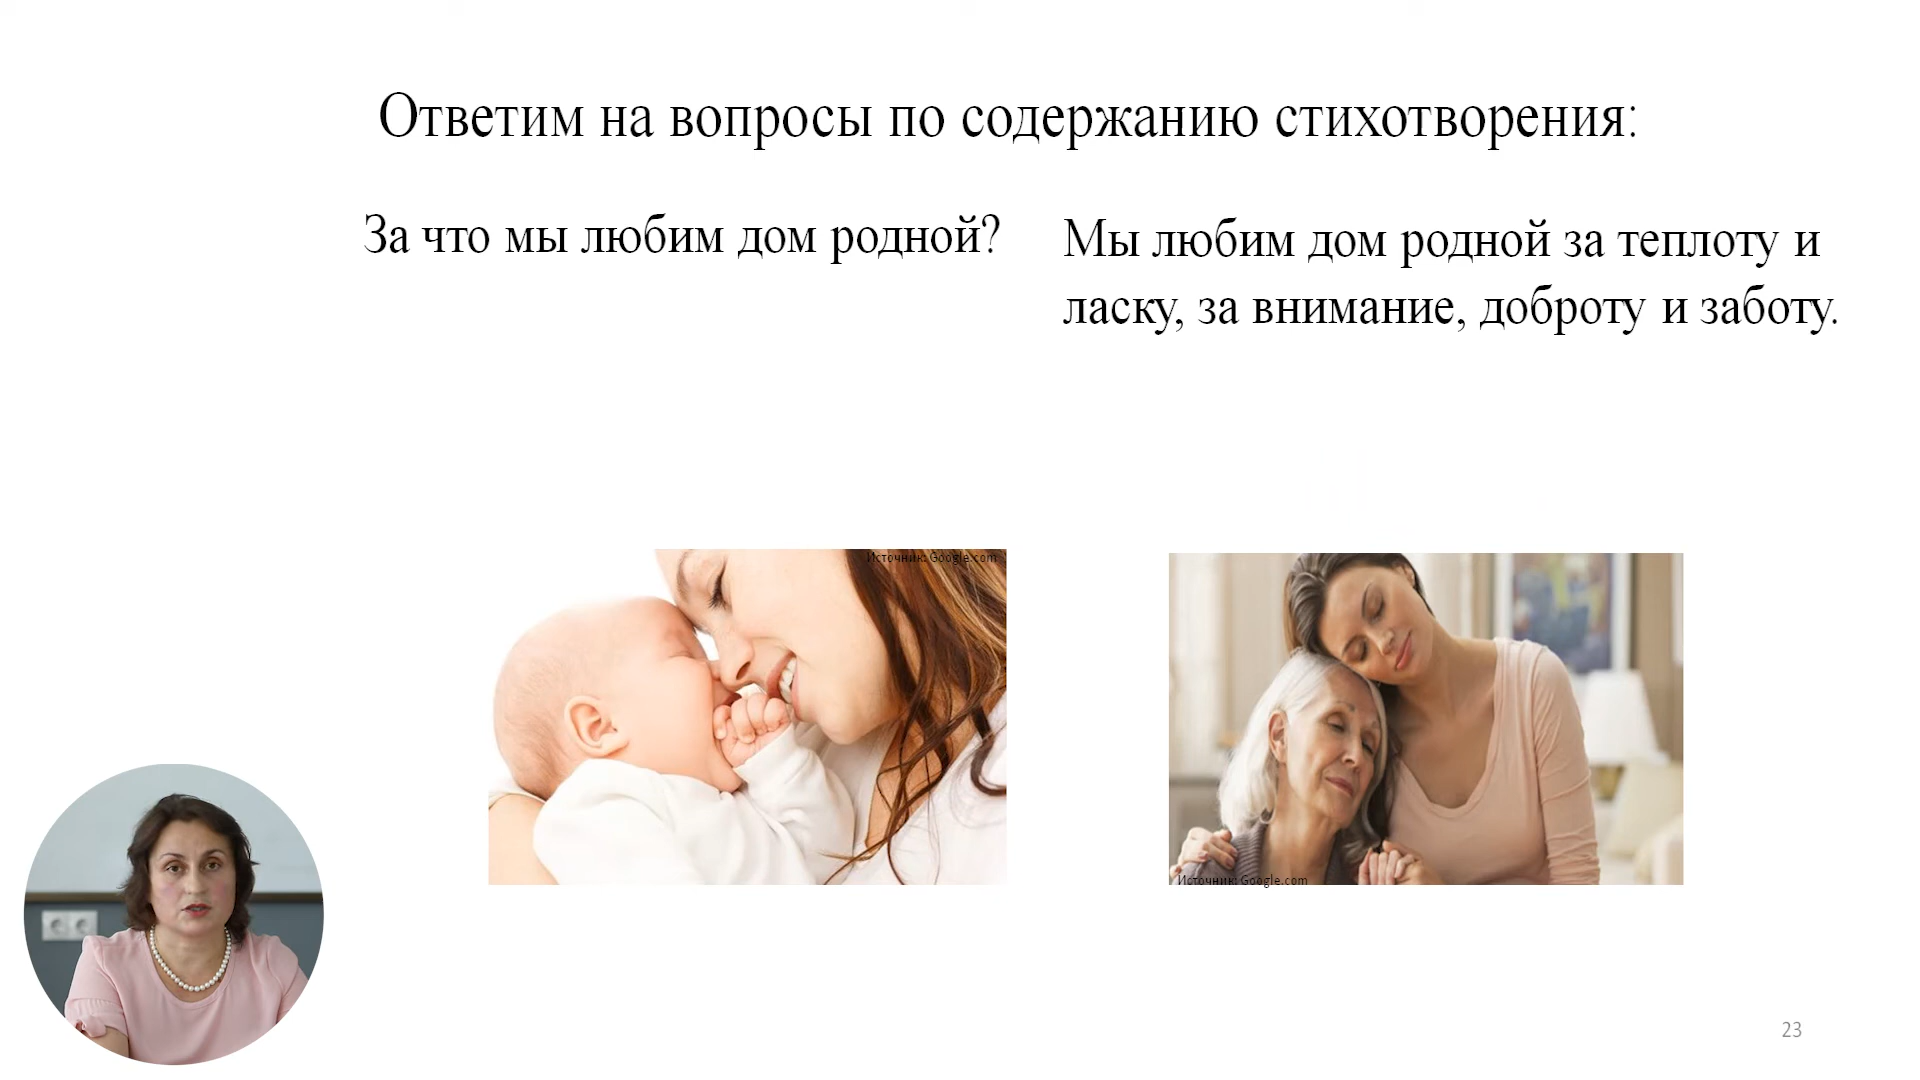 Ответим на вопросы по содержанию стихотворения:
За что мы любим дом родной?
Мы любим дом родной за теплоту и
ласку, за внимание, доброту и заботу.
Источник: Google.com
Источник: Google.com
23